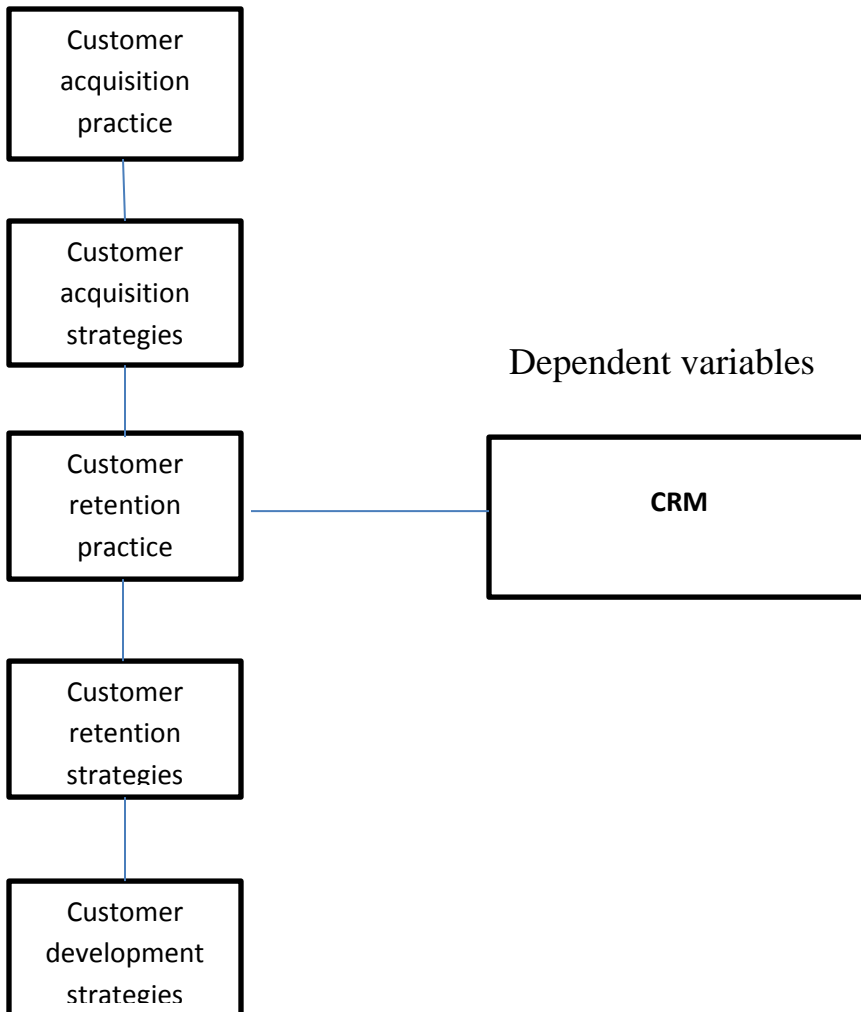 Customer
acquisition
practice
Customer
acquisition
strategies
Dependent variables
Customer
retention
practice
CRM
Customer
retention
strategies
Customer
development
strategies